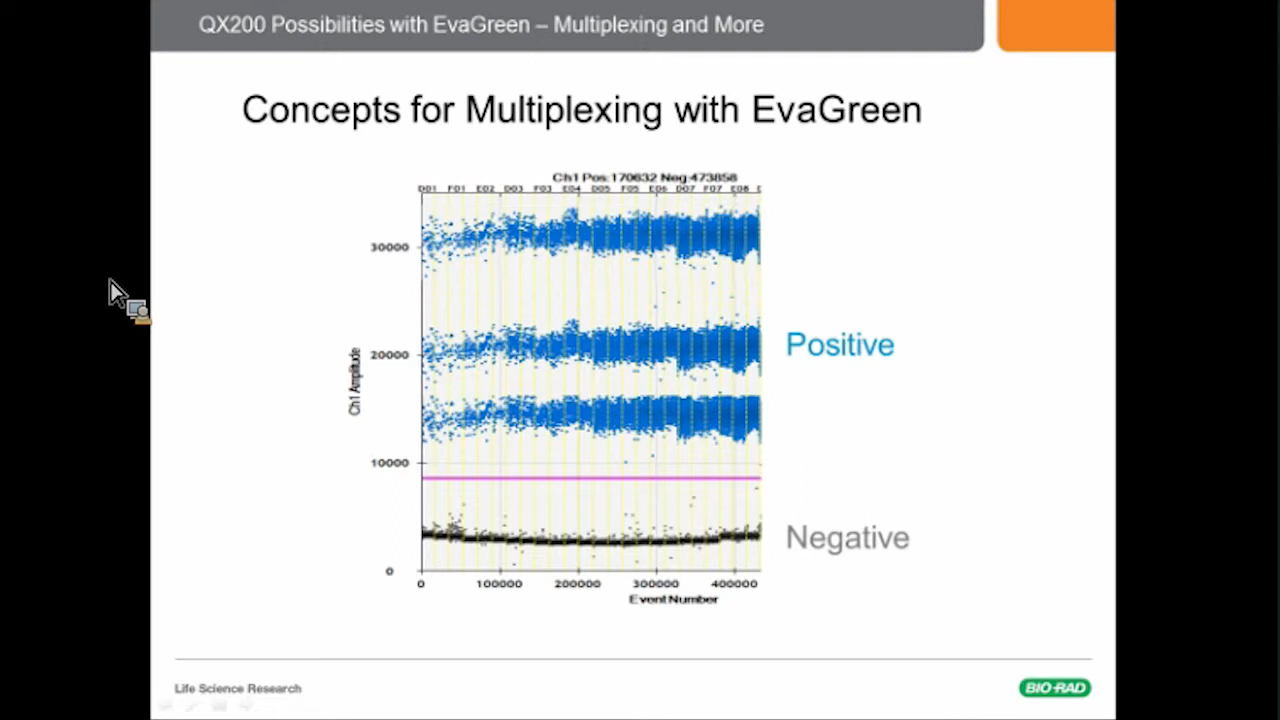 QX200 Possibilities with EvaGreen – Multiplexing and More
Concepts for Multiplexing with EvaGreen
Ch1 Pos:170632 Neg:473858
D01 F01 E02 D03 F03 E04 D05 F05 E06 D07 F07 E08
30000
20000
10000
0
Ch1 Amplitude
0 100000 200000 300000 400000
Event Number
Positive
Negative
Life Science Research
BIO-RAD